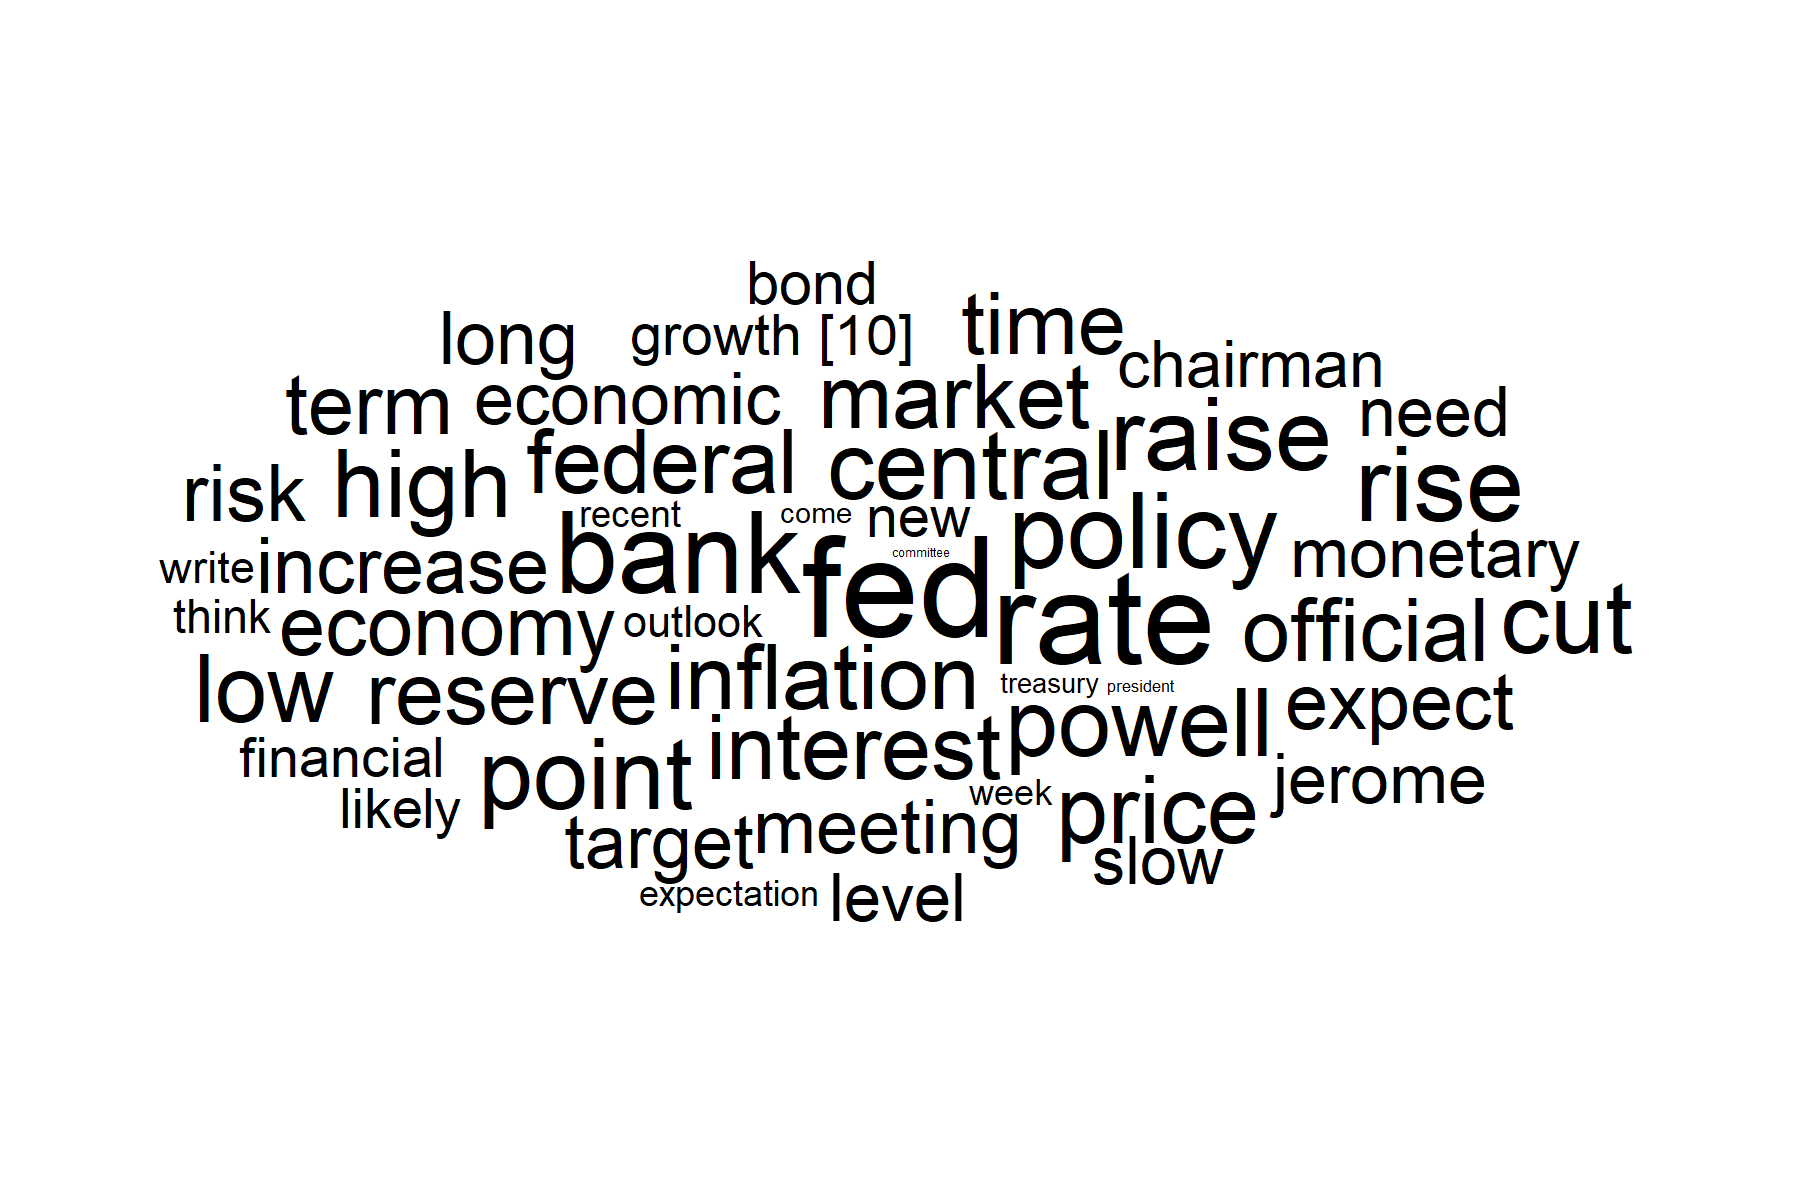 bond
long growth [10] time
chairman
term economic market need
federal central raise
risk high rise
recent come new policy
write increase bank committee monetary
fed
think economy outlook rate official cut
low reserve inflation treasury president expect
powell
financial point interest jerome
likely week price
target meeting slow
expectation level